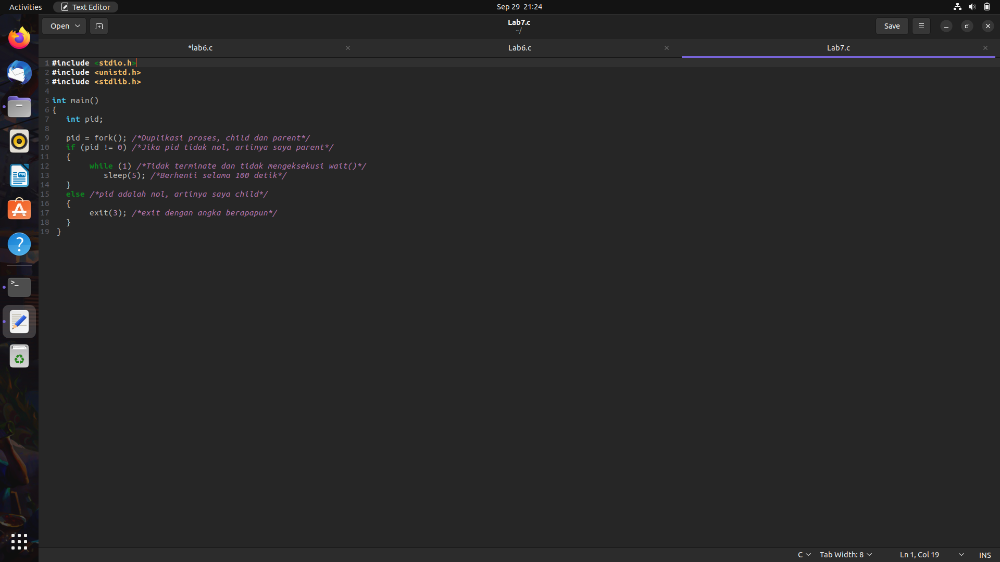 Activities Text Editor Sep 29 21:24
Open Lab7.c Save
~/
*lab6.c Lab6.c Lab7.c
1 #include <stdio.h>
2 #include <unistd.h>
3 #include <stdlib.h>
4
5 int main()
6 {
7 int pid;
8
9 pid = fork(); /*Duplikasi proses, child dan parent*/
10 if (pid != 0) /*Jika pid tidak nol, artinya saya parent*/
11 {
12 while (1) /*Tidak terminate dan tidak mengeksekusi wait()*/
13 sleep(5); /*Berhenti selama 100 detik*/
14 }
15 else /*pid adalah nol, artinya saya child*/
16 {
17 exit(3); /*exit dengan angka berapapun*/
18 }
19 }
C Tab Width: 8 Ln 1, Col 19 INS